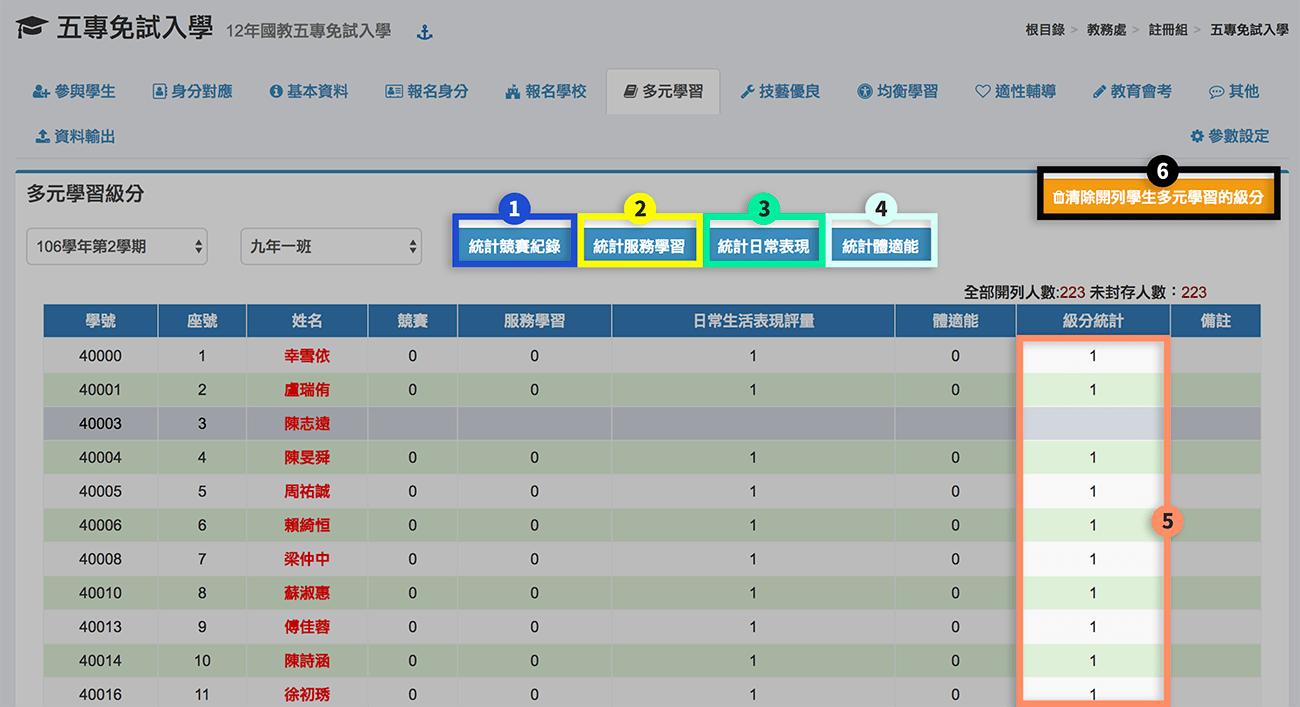 五專免試入學 12年國教五專免試入學
根目錄 > 教務處 > 註冊組 > 五專免試入學
參與學生 身分對應 基本資料 報名身分 報名學校 多元學習 技藝優良 均衡學習 適性輔導 教育會考 其他
資料輸出 參數設定
多元學習級分
6
清除開列學生多元學習的級分
1 2 3 4
106學年第2學期 九年一班 統計競賽紀錄 統計服務學習 統計日常表現 統計體適能
全部開列人數:223 未封存人數：223
學號 座號 姓名 競賽 服務學習 日常生活表現評量 體適能 級分統計 備註
40000 1 幸雪依 0 0 1 0 1
40001 2 盧瑞侑 0 0 1 0 1
40003 3 陳志遠
40004 4 陳旻舜 0 0 1 0 1
40005 5 周祐誠 0 0 1 0 1
40006 6 賴綺恒 0 0 1 0 1
5
40008 7 梁仲中 0 0 1 0 1
40010 8 蘇淑惠 0 0 1 0 1
40013 9 傅佳蓉 0 0 1 0 1
40014 10 陳詩涵 0 0 1 0 1
40016 11 徐初琇 0 0 1 0 1